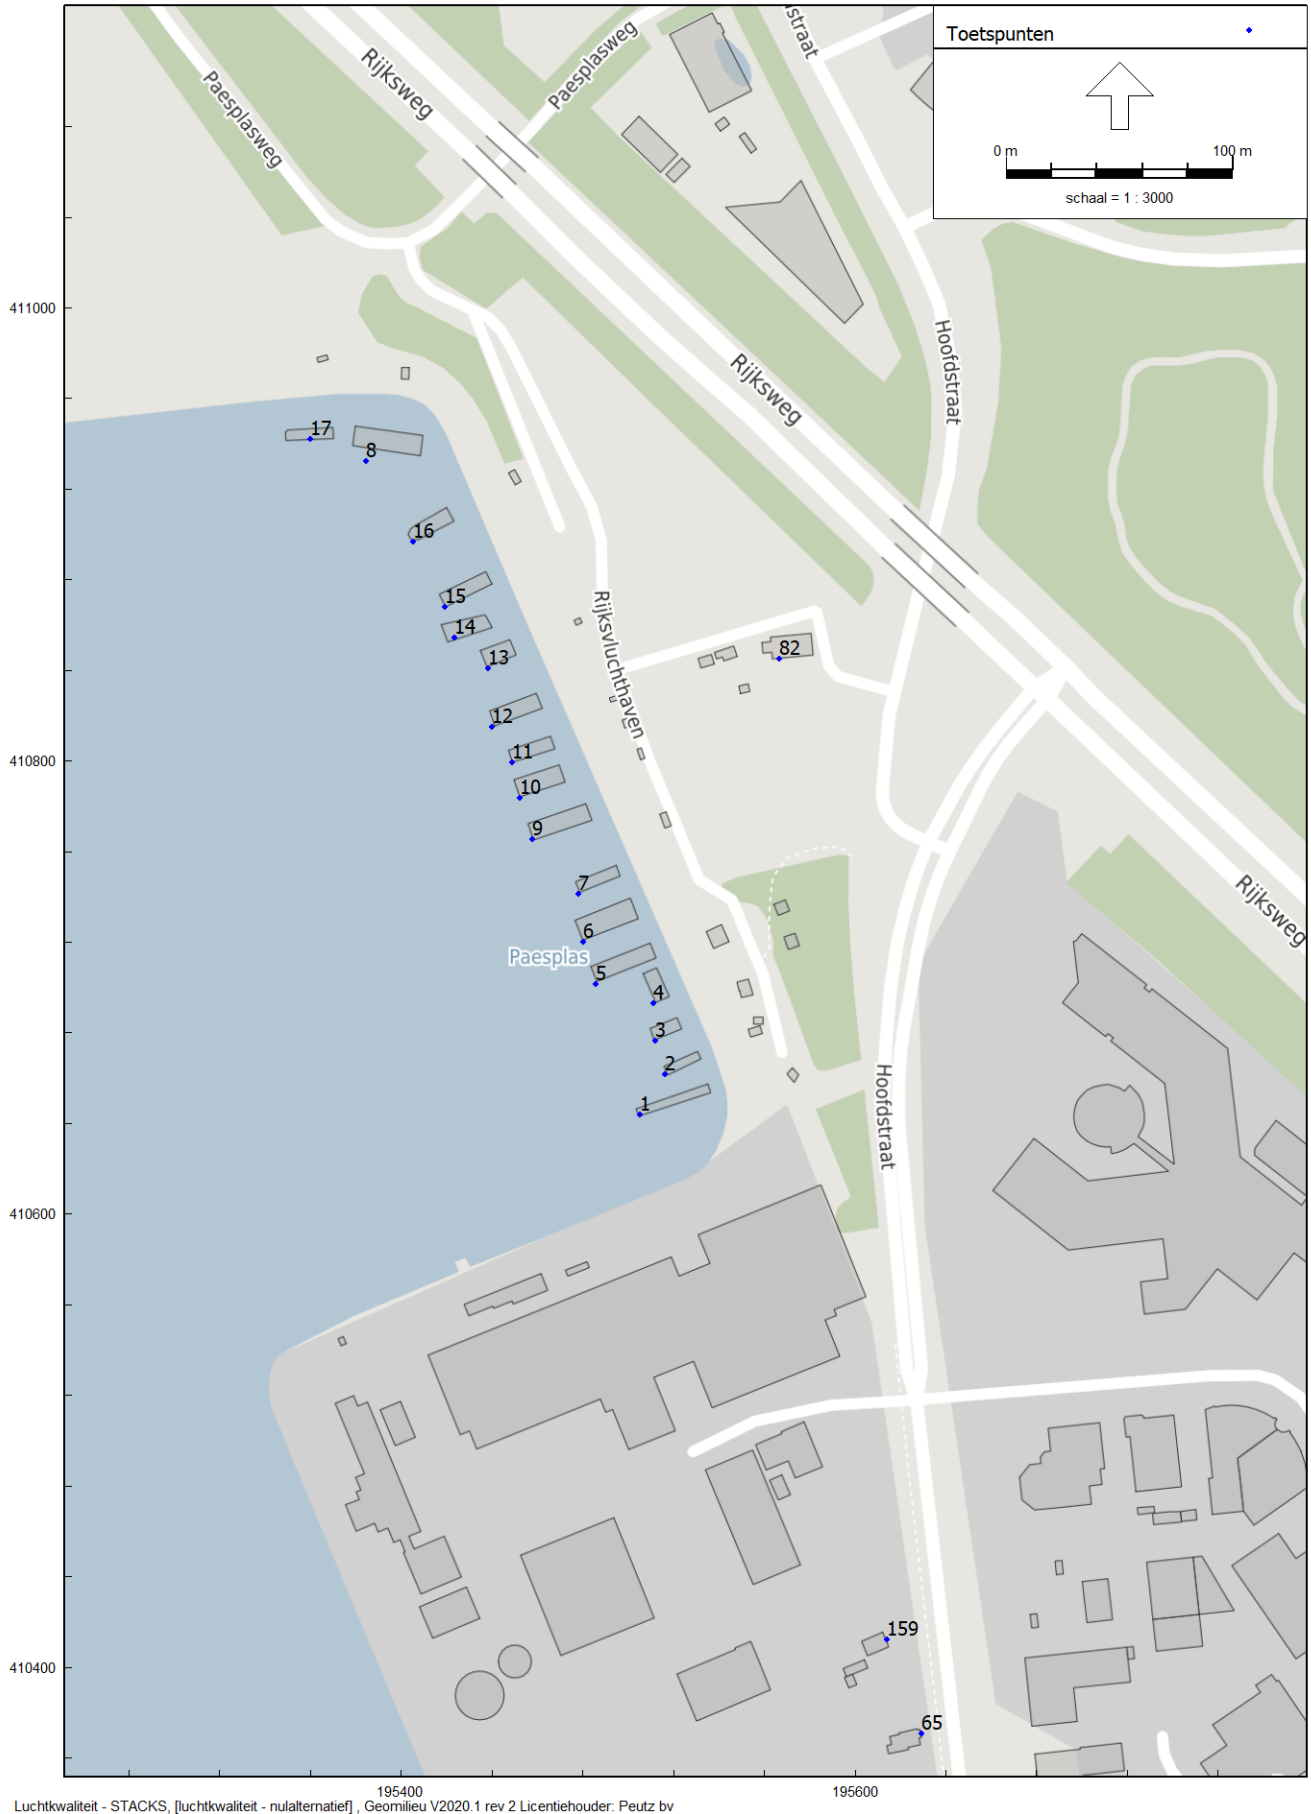 Toetspunten
0 m 100 m
schaal = 1 : 3000
Paesplasweg
Rijksweg
Paesplasweg
Hoofdstraat
Rijksweg
Rijksvluchthaven
Rijksweg
Hoofdstraat
Paesplas
17
8
16
15
14
13
82
12
11
10
9
7
6
5
4
3
2
1
159
65
411000
410800
410600
410400
195400 195600
Luchtkwaliteit - STACKS, [luchtkwaliteit - nulalternatief] , Geomilieu V2020.1 rev 2 Licentiehouder: Peutz bv